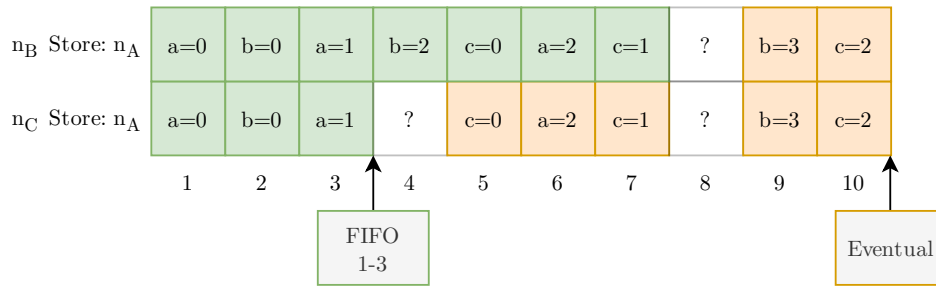 n_B Store: n_A a=0 b=0 a=1 b=2 c=0 a=2 c=1 ? b=3 c=2
n_C Store: n_A a=0 b=0 a=1 ? c=0 a=2 c=1 ? b=3 c=2
1 2 3 4 5 6 7 8 9 10
FIFO
1-3
Eventual